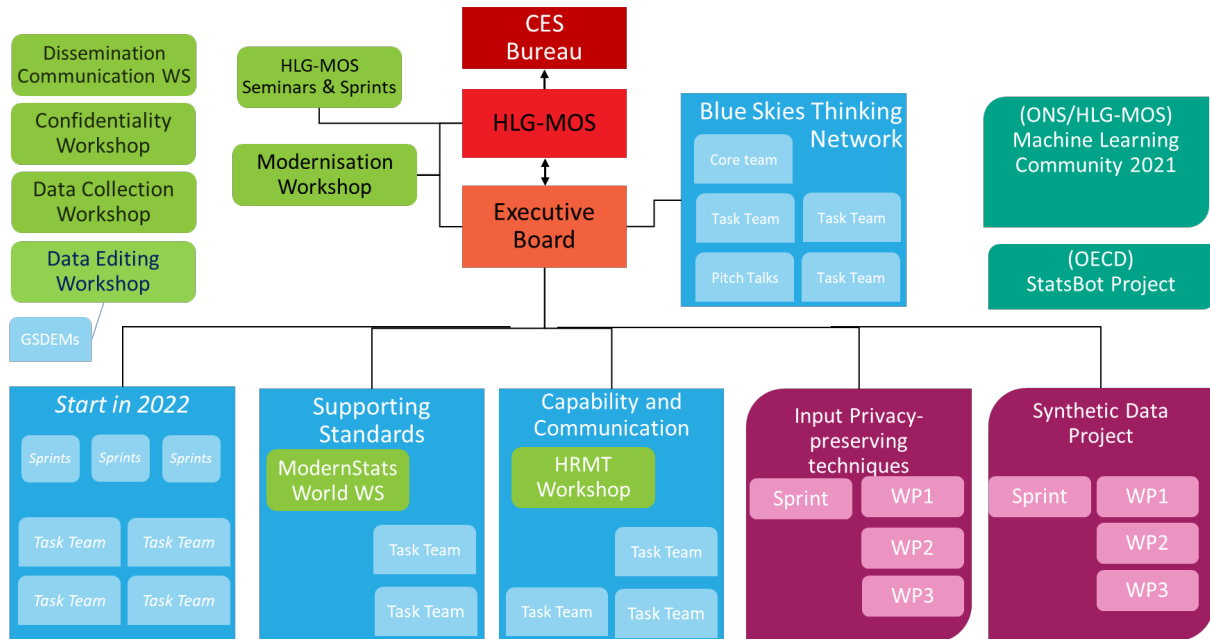 CES
Bureau
HLG-MOS
Executive
Board
HLG-MOS
Seminars & Sprints
Modernisation
Workshop
Dissemination
Communication WS
Confidentiality
Workshop
Data Collection
Workshop
Data Editing
Workshop
GSDEMs
Blue Skies Thinking
Network
Core team
Task Team
Task Team
Pitch Talks
Task Team
(ONS/HLG-MOS)
Machine Learning
Community 2021
(OECD)
StatsBot Project
Start in 2022
Sprints
Sprints
Sprints
Task Team
Task Team
Task Team
Task Team
Supporting
Standards
ModernStats
World WS
Task Team
Task Team
Capability and
Communication
HRMT
Workshop
Task Team
Task Team
Task Team
Input Privacy-
preserving
techniques
Sprint
WP1
WP2
WP3
Synthetic Data
Project
Sprint
WP1
WP2
WP3